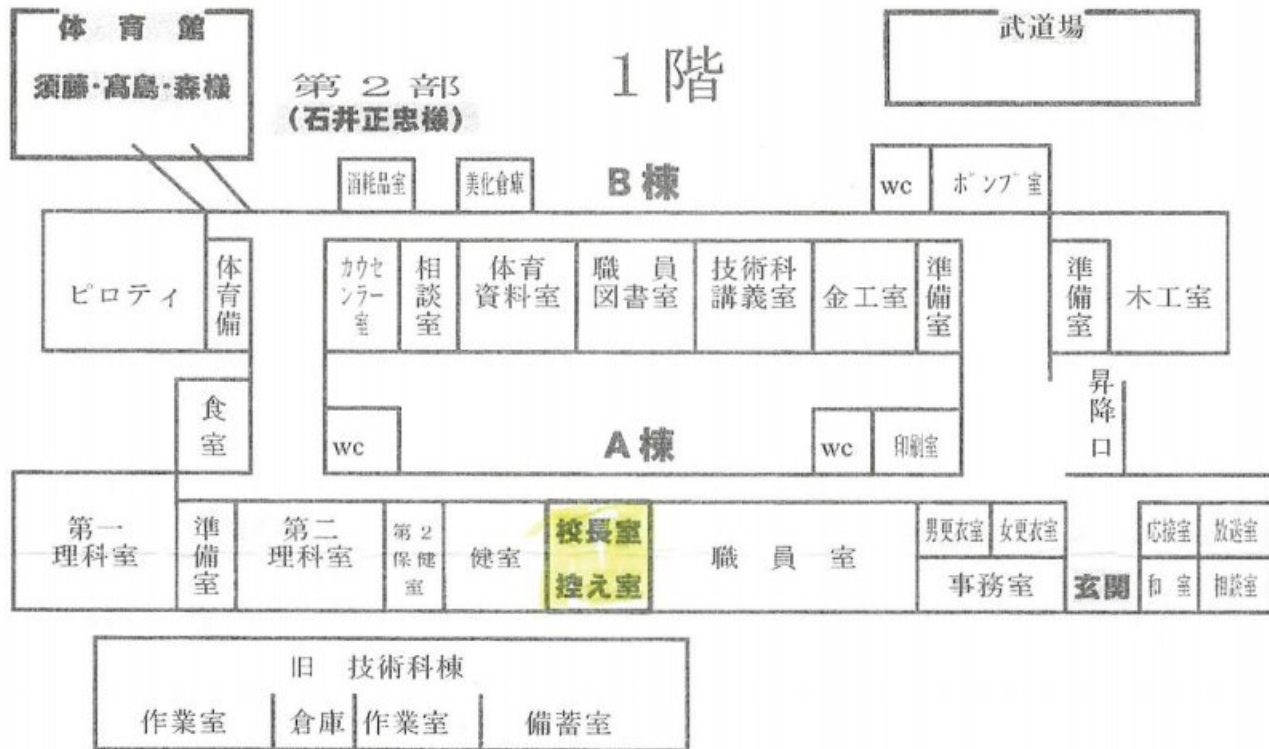 体育館
須藤・高島・森様
第2部
(石井正忠様)
1階
武道場
消耗品室
美化倉庫
B棟
wc
ポンプ室
ピロティ
体育備
カウセ
ンラー
室
相談室
体育
資料室
職員
図書室
技術科
講義室
金工室
準備室
準備室
木工室
食室
wc
A棟
wc
印刷室
昇降口
第一
理科室
準備室
第二
理科室
第2
保健
室
健室
校長室
控え室
職員室
男更衣室
女更衣室
事務室
玄関
応接室
放送室
和室
相談室
旧 技術科棟
作業室
倉庫
作業室
備蓄室